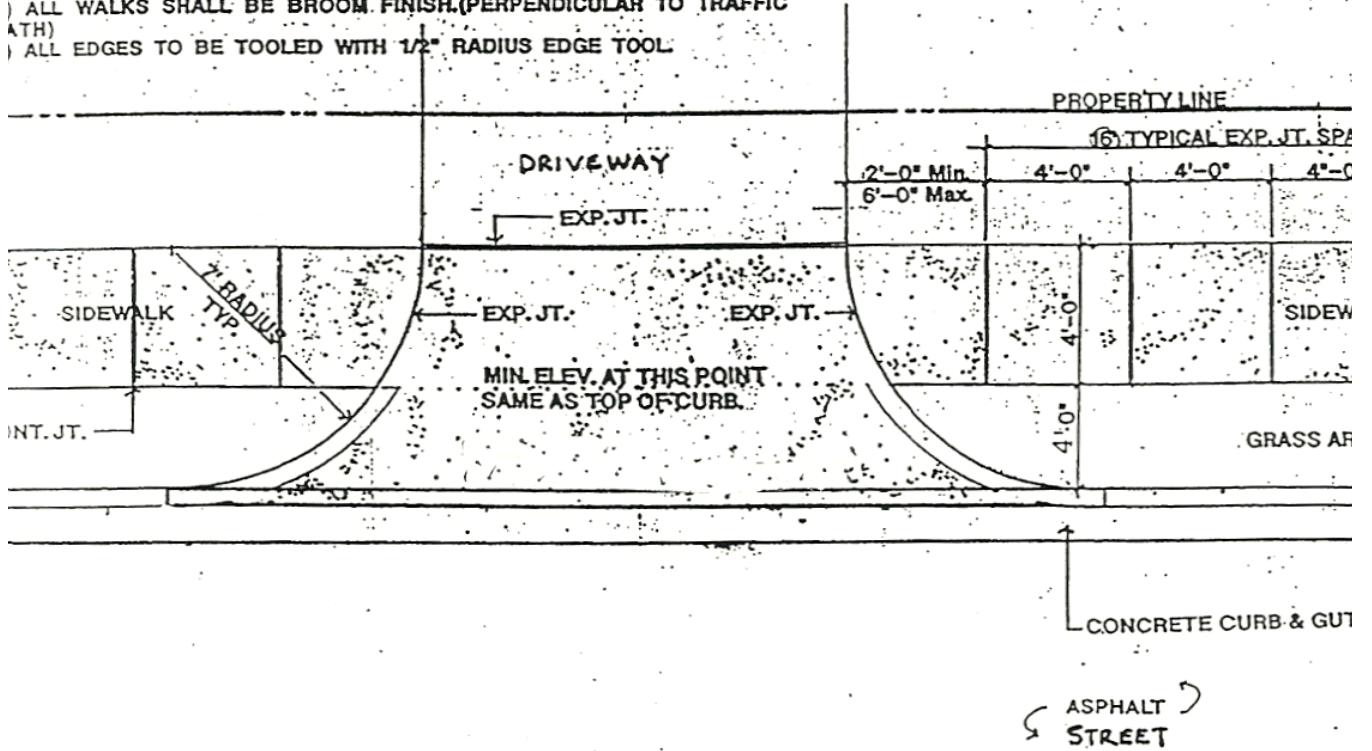 ) ALL WALKS SHALL BE BROOM FINISH.(PERPENDICULAR TO TRAFFIC
ATH)
) ALL EDGES TO BE TOOLED WITH 1/2" RADIUS EDGE TOOL.
PROPERTY LINE
16) TYPICAL EXP. JT. SPA
DRIVEWAY
2'-0" Min.
6'-0" Max.
4'-0"
4'-0"
4"-0
EXP. JT.
SIDEWALK
7' RADIUS
TYP.
EXP. JT.
EXP. JT.
4'-0"
SIDEW
MIN. ELEV. AT THIS POINT
SAME AS TOP OF CURB.
NT. JT.
4'-0"
GRASS AR
CONCRETE CURB & GUT
ASPHALT
STREET